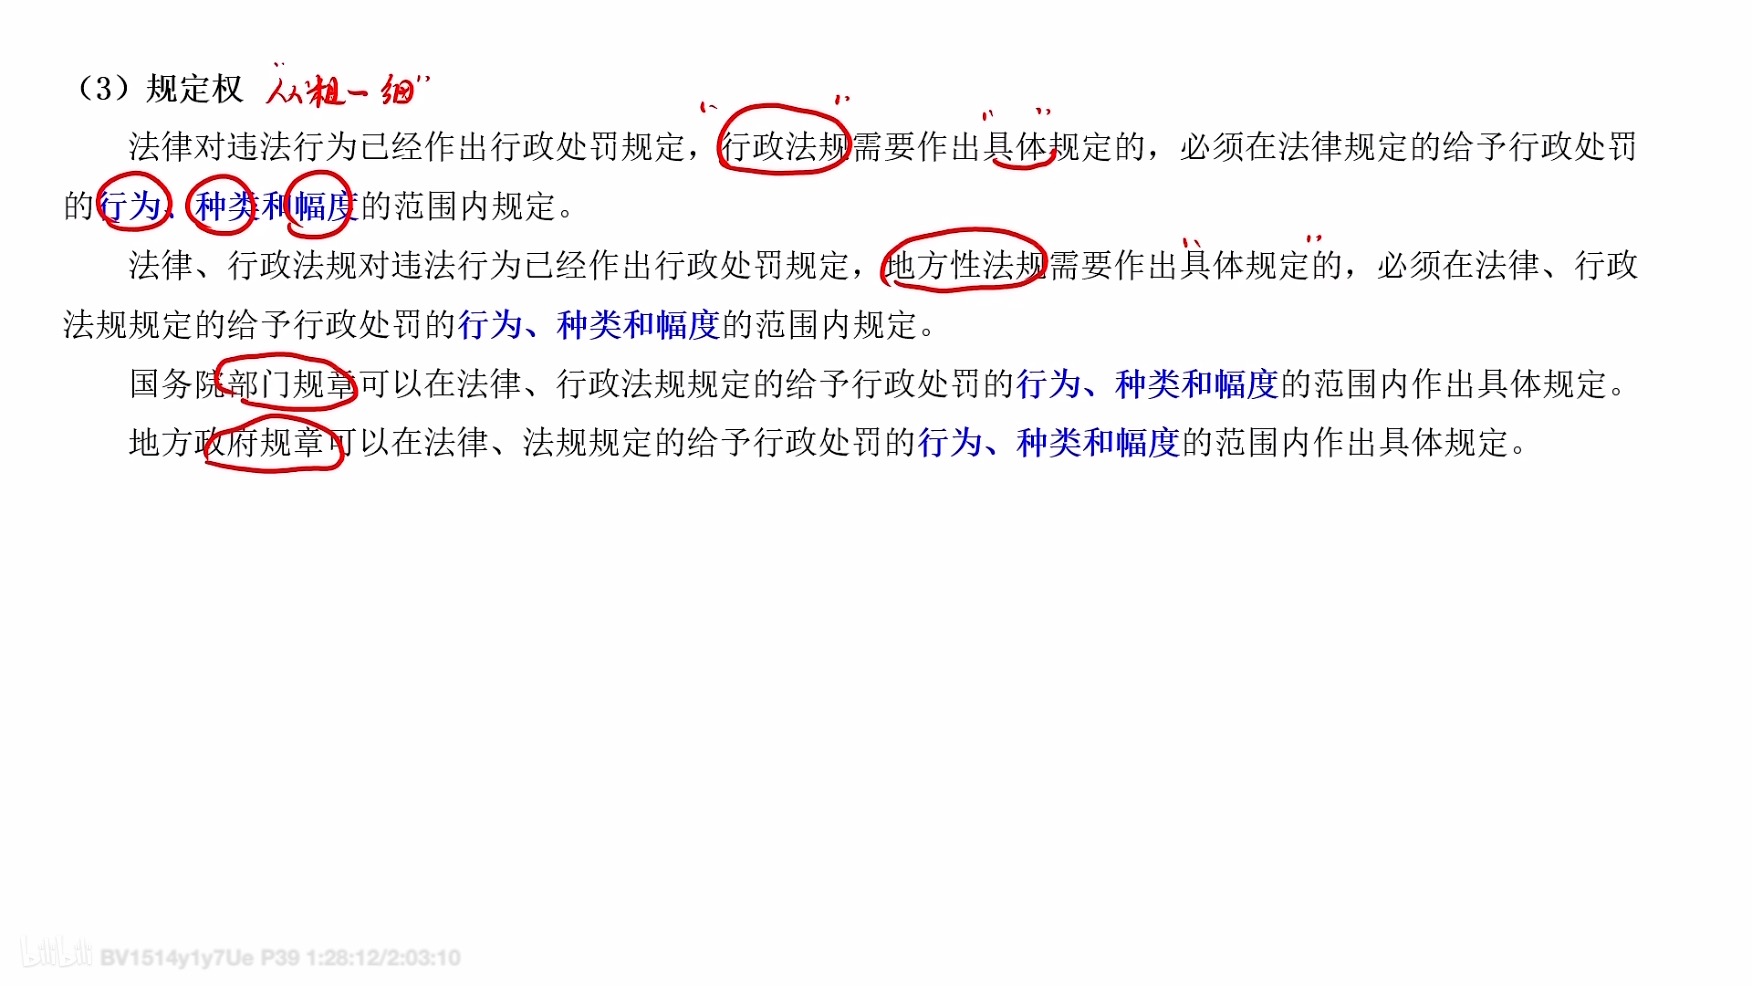 （3）规定权 “从“粗一细”
法律对违法行为已经作出行政处罚规定，行政法规需要作出具体规定的，必须在法律规定的给予行政处罚
的行为、种类和幅度的范围内规定。
法律、行政法规对违法行为已经作出行政处罚规定，地方性法规需要作出具体规定的，必须在法律、行政
法规规定的给予行政处罚的行为、种类和幅度的范围内规定。
国务院部门规章可以在法律、行政法规规定的给予行政处罚的行为、种类和幅度的范围内作出具体规定。
地方政府规章可以在法律、法规规定的给予行政处罚的行为、种类和幅度的范围内作出具体规定。
bilibili BV1514y1y7Ue P39 1:28:12/2:03:10